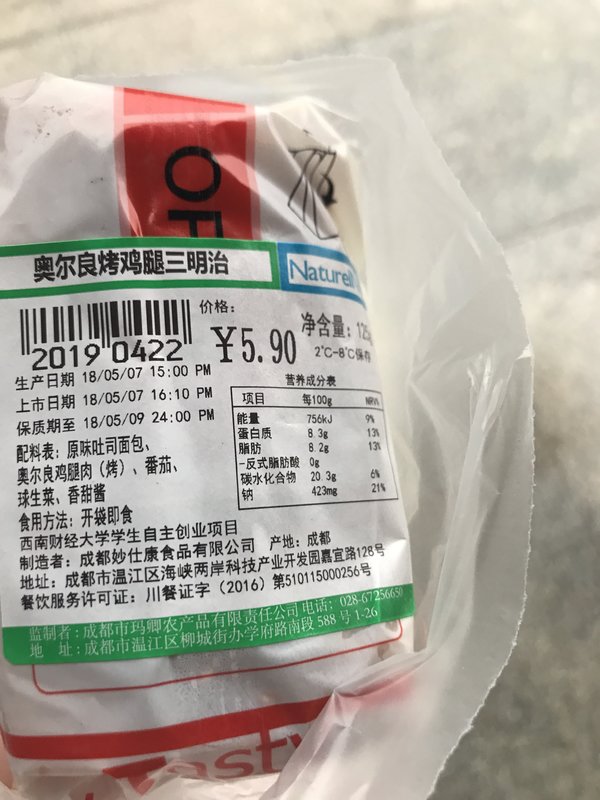 OF
奥尔良烤鸡腿三明治
Naturell
价格:
20190422
¥5.90
净含量: 125
2℃-8℃保存
生产日期 18/05/07 15:00 PM
上市日期 18/05/07 16:10 PM
保质期至 18/05/09 24:00 PM
配料表: 原味吐司面包、
奥尔良鸡腿肉（烤）、番茄、
球生菜、香甜酱
食用方法: 开袋即食
营养成分表
项目 每100g NRV%
能量 756kJ 9%
蛋白质 8.3g 13%
脂肪 8.2g 13%
-反式脂肪酸 0g
碳水化合物 20.3g 6%
钠 423mg 21%
西南财经大学学生自主创业项目
制造者: 成都妙仕康食品有限公司 产地: 成都
地址: 成都市温江区海峡两岸科技产业开发园嘉宜路128号
餐饮服务许可证: 川餐证字（2016）第510115000256号
监制者: 成都市玛卿农产品有限责任公司 电话: 028-67256650
地 址: 成都市温江区柳城街办学府路南段 588 号 1-26
Tasty